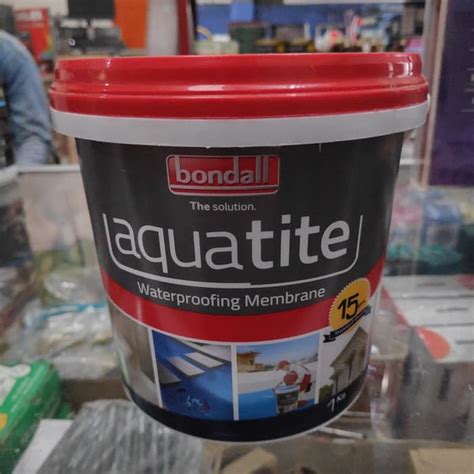 bondall
The solution.
aquatite
Waterproofing Membrane
15
1 KG